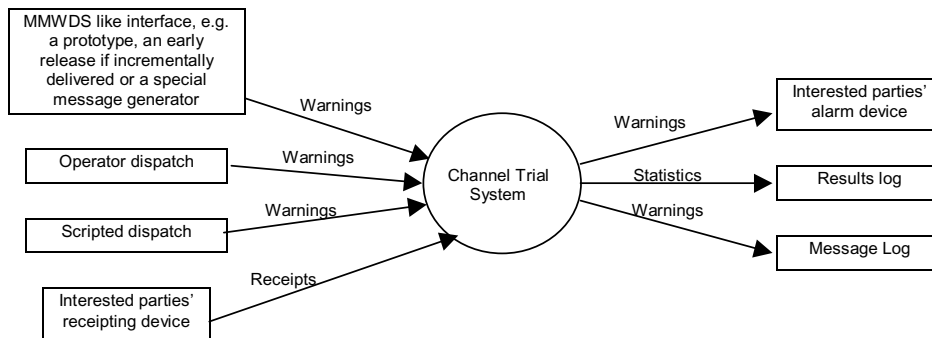 MMWDS like interface, e.g.
a prototype, an early
release if incrementally
delivered or a special
message generator
Warnings
Operator dispatch
Warnings
Scripted dispatch
Warnings
Interested parties'
receipting device
Receipts
Channel Trial
System
Warnings
Interested parties'
alarm device
Statistics
Results log
Warnings
Message Log